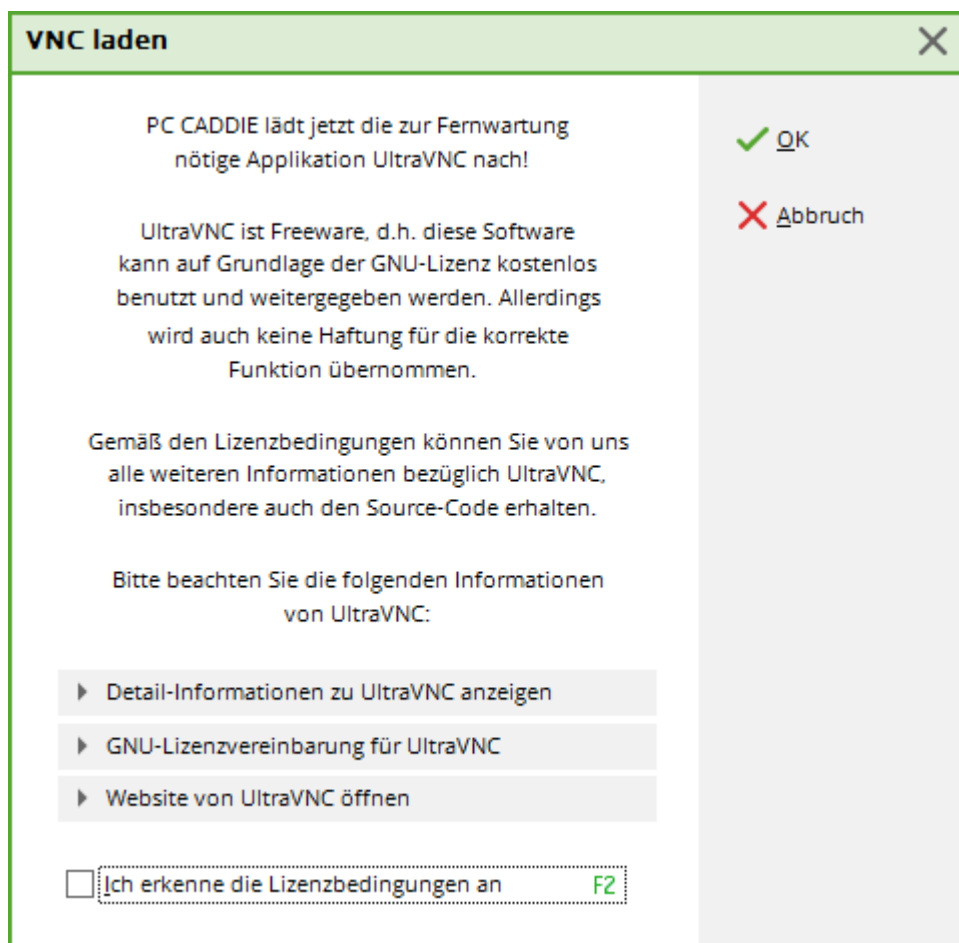 VNC laden
PC CADDIE lädt jetzt die zur Fernwartung
nötige Applikation UltraVNC nach!
UltraVNC ist Freeware, d.h. diese Software
kann auf Grundlage der GNU-Lizenz kostenlos
benutzt und weitergegeben werden. Allerdings
wird auch keine Haftung für die korrekte
Funktion übernommen.
Gemäß den Lizenzbedingungen können Sie von uns
alle weiteren Informationen bezüglich UltraVNC,
insbesondere auch den Source-Code erhalten.
Bitte beachten Sie die folgenden Informationen
von UltraVNC:
Detail-Informationen zu UltraVNC anzeigen
GNU-Lizenzvereinbarung für UltraVNC
Website von UltraVNC öffnen
Ich erkenne die Lizenzbedingungen an F2
OK
Abbruch